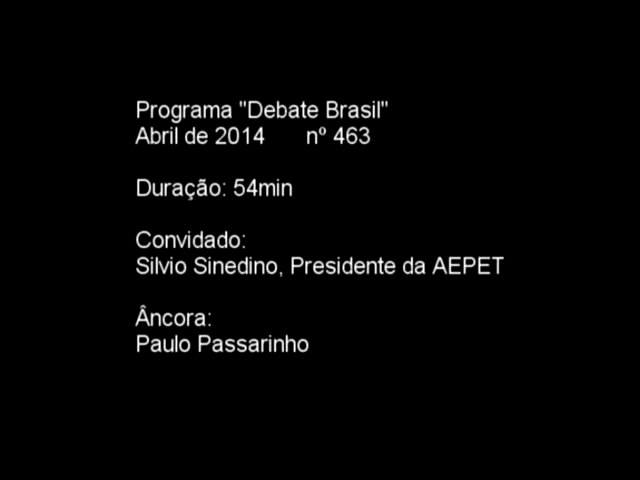 Programa "Debate Brasil"
Abril de 2014 nº 463
Duração: 54min
Convidado:
Silvio Sinedino, Presidente da AEPET
Âncora:
Paulo Passarinho